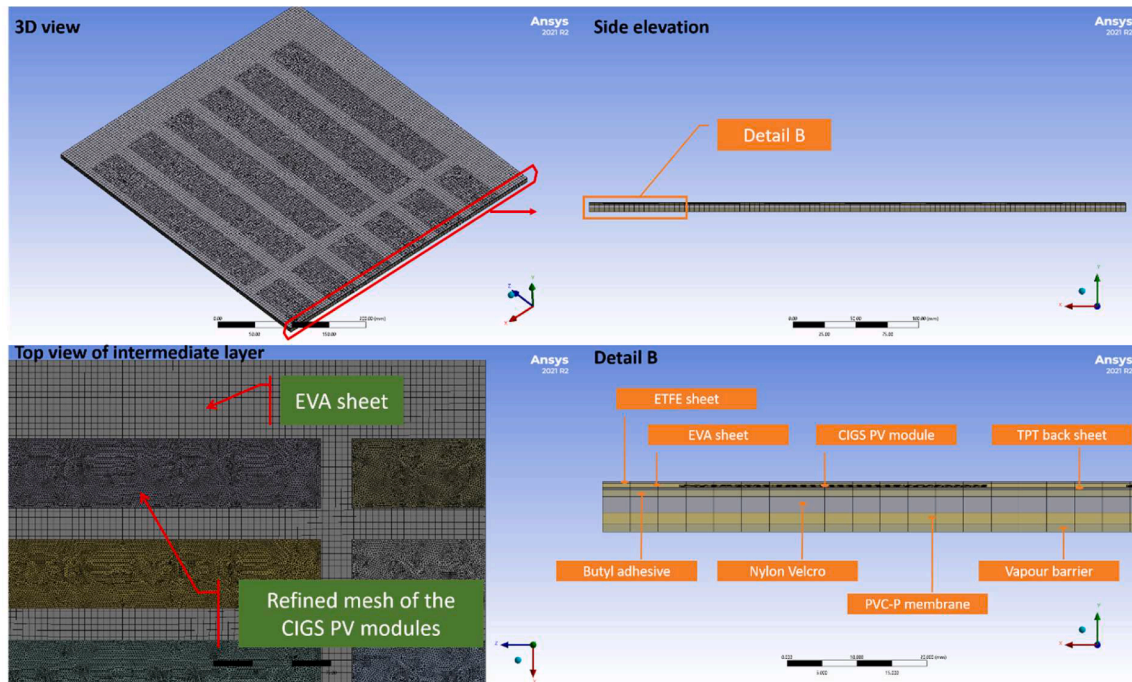 3D view
Ansys
2021 R2
Side elevation
Ansys
2021 R2
Detail B
Top view of intermediate layer
Ansys
2021 R2
EVA sheet
Refined mesh of the
CIGS PV modules
Detail B
Ansys
2021 R2
ETFE sheet
EVA sheet
CIGS PV module
TPT back sheet
Butyl adhesive
Nylon Velcro
Vapour barrier
PVC-P membrane